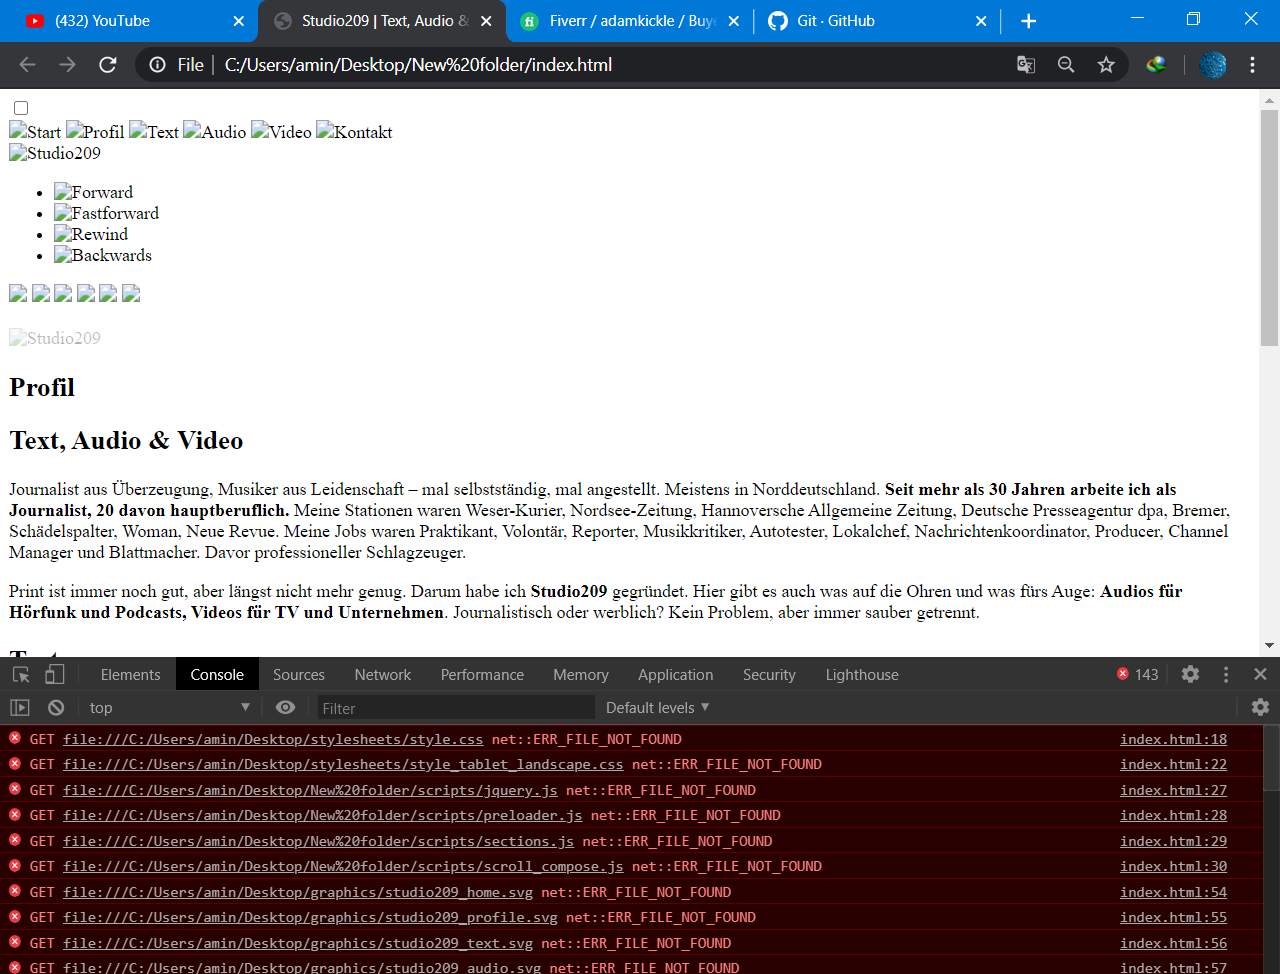 (432) YouTube
Studio209 | Text, Audio &
Fiverr / adamkickle / Buye
Git · GitHub
File
C:/Users/amin/Desktop/New%20folder/index.html
Start Profil Text Audio Video Kontakt
Studio209
Forward
Fastforward
Rewind
Backwards
Studio209
Profil
Text, Audio & Video
Journalist aus Überzeugung, Musiker aus Leidenschaft – mal selbstständig, mal angestellt. Meistens in Norddeutschland. Seit mehr als 30 Jahren arbeite ich als
Journalist, 20 davon hauptberuflich. Meine Stationen waren Weser-Kurier, Nordsee-Zeitung, Hannoversche Allgemeine Zeitung, Deutsche Presseagentur dpa, Bremer,
Schädelspalter, Woman, Neue Revue. Meine Jobs waren Praktikant, Volontär, Reporter, Musikkritiker, Autotester, Lokalchef, Nachrichtenkoordinator, Producer, Channel
Manager und Blattmacher. Davor professioneller Schlagzeuger.
Print ist immer noch gut, aber längst nicht mehr genug. Darum habe ich Studio209 gegründet. Hier gibt es auch was auf die Ohren und was fürs Auge: Audios für
Hörfunk und Podcasts, Videos für TV und Unternehmen. Journalistisch oder werblich? Kein Problem, aber immer sauber getrennt.
Text
Elements Console Sources Network Performance Memory Application Security Lighthouse 143
top Filter Default levels
GET file:///C:/Users/amin/Desktop/stylesheets/style.css net::ERR_FILE_NOT_FOUND index.html:18
GET file:///C:/Users/amin/Desktop/stylesheets/style_tablet_landscape.css net::ERR_FILE_NOT_FOUND index.html:22
GET file:///C:/Users/amin/Desktop/New%20folder/scripts/jquery.js net::ERR_FILE_NOT_FOUND index.html:27
GET file:///C:/Users/amin/Desktop/New%20folder/scripts/preloader.js net::ERR_FILE_NOT_FOUND index.html:28
GET file:///C:/Users/amin/Desktop/New%20folder/scripts/sections.js net::ERR_FILE_NOT_FOUND index.html:29
GET file:///C:/Users/amin/Desktop/New%20folder/scripts/scroll_compose.js net::ERR_FILE_NOT_FOUND index.html:30
GET file:///C:/Users/amin/Desktop/graphics/studio209_home.svg net::ERR_FILE_NOT_FOUND index.html:54
GET file:///C:/Users/amin/Desktop/graphics/studio209_profile.svg net::ERR_FILE_NOT_FOUND index.html:55
GET file:///C:/Users/amin/Desktop/graphics/studio209_text.svg net::ERR_FILE_NOT_FOUND index.html:56
GET file:///C:/Users/amin/Desktop/graphics/studio209_audio.svg net::ERR_FILE_NOT_FOUND index.html:57